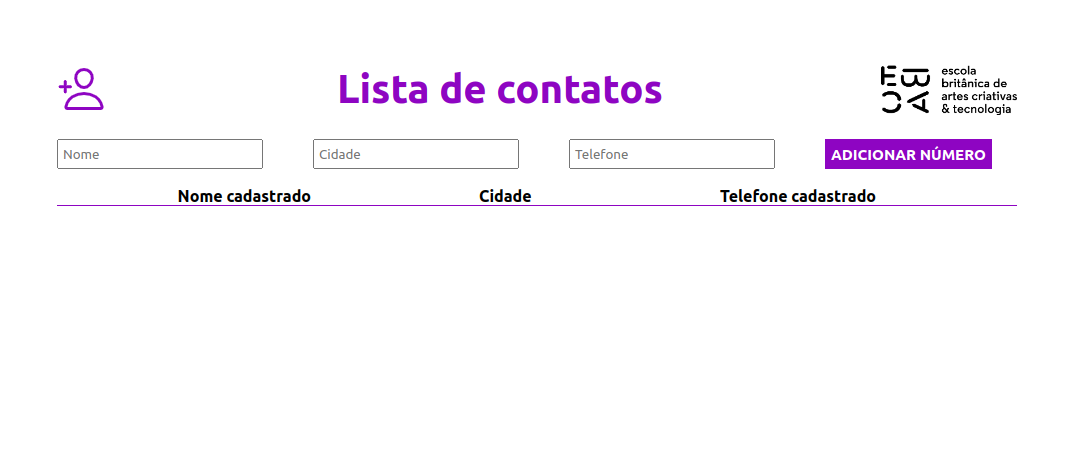 Lista de contatos
EBAC
escola
britânica de
artes criativas
& tecnologia
Nome
Cidade
Telefone
ADICIONAR NÚMERO
Nome cadastrado
Cidade
Telefone cadastrado